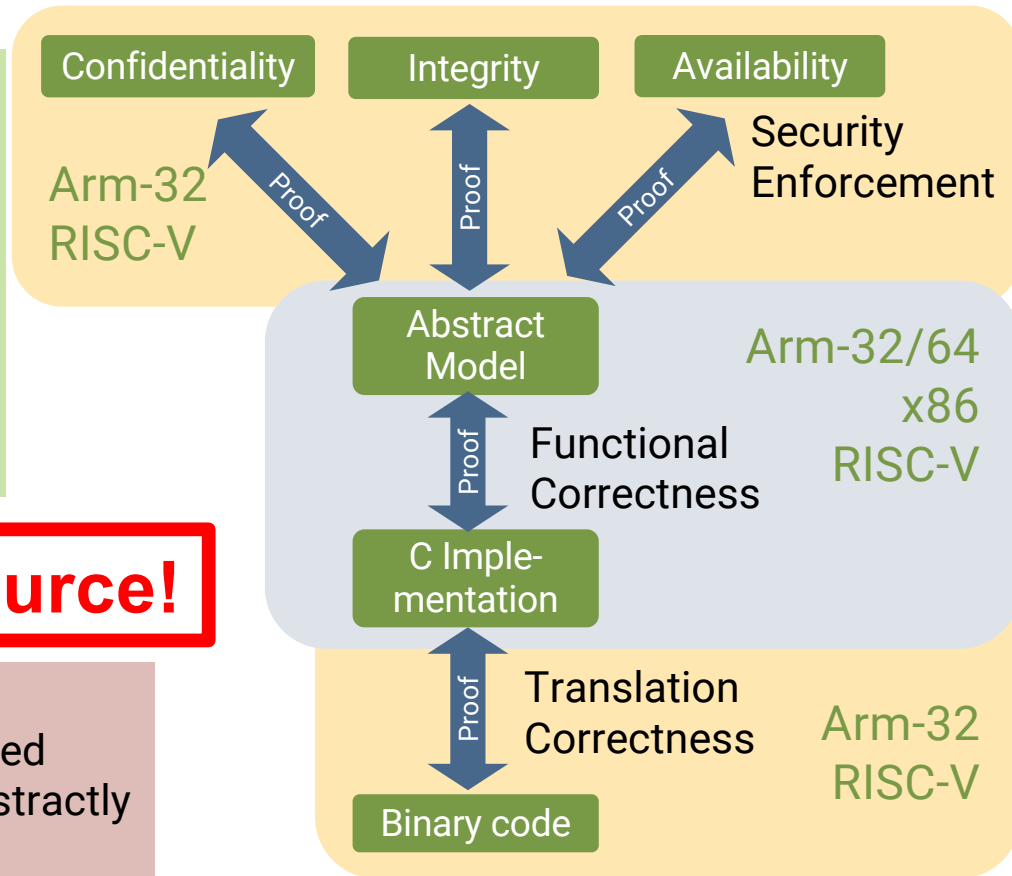 Confidentiality
Integrity
Availability
Security
Enforcement
Arm-32
RISC-V
Proof
Proof
Proof
Abstract
Model
Arm-32/64
x86
RISC-V
Proof
Functional
Correctness
C Imple-
mentation
urce!
Proof
Translation
Correctness
Arm-32
RISC-V
ed
stractly
Binary code